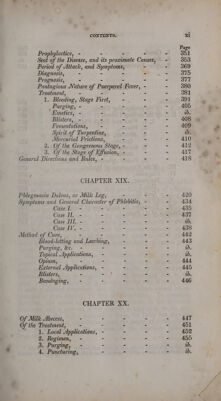 CONTENTS. xi
Page
Prophylactics, - - - - - 351
Seat of the Disease, and its proximate Causes, - 353
Period of Attack, and Symptoms, - - 369
Diagnosis, - - - - - 375
Prognosis, - - - - - 377
Contagious Nature of Puerperal Fever, - - 380
Treatment, - - - - - 391
1. Bleeding, Stage First, - - - 391
Purging, - - - - - 405
Emetics, - - - - - ib.
Blisters, - - - - - 408
Fomentations, - - - - 409
Spirit of Turpentine, - - - ib.
Mercurial Frictions, - - - 410
2. Of the Gangrenous Stage, - - 412
3. Of the Stage of Effusion, - - 417
General Directions and Rules, - - - 418
CHAPTER XIX.
Phlegmasia Dolens, or Milk Leg, - - 420
Symptoms and General Character of Phlebitis, - 434
Case I. - - - - - 435
Case II. - - - - - 437
Case III. - - - - - ib.
Case IV. - - - - - 438
Method of Cure, - - - - - 442
Blood-letting and Leeching, - - 443
Purging, &c. - - - - ib.
Topical Applications, - - - ib.
Opium, - - - - - 444
External Applications, - - - 445
Blisters, - - - - - ib.
Bandaging, - - - - - 446
CHAPTER XX.
Of Milk Abscess, - - - - - 447
Of the Treatment, - - - - - 451
1. Local Applications, - - - 452
2. Regimen, - - - - - 455
3. Purging, - - - - - ib.
4. Puncturing, - - - - ib.